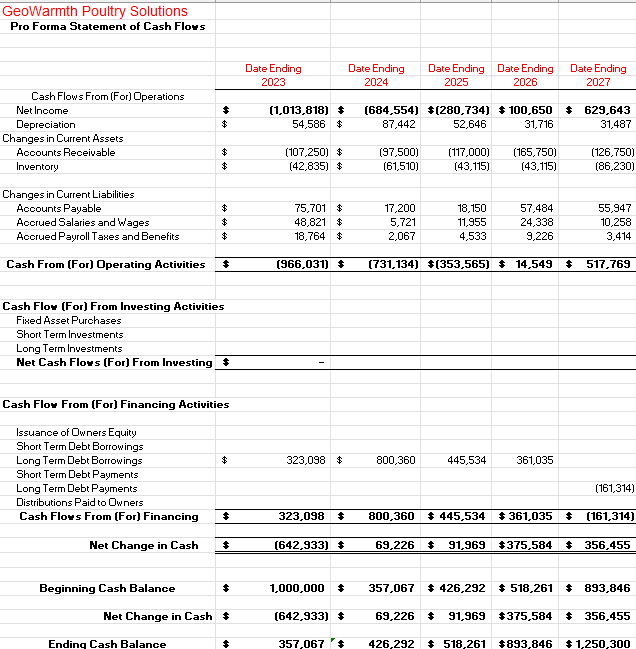 GeoWarmth Poultry Solutions
Pro Forma Statement of Cash Flows
Date Ending Date Ending Date Ending Date Ending Date Ending
2023 2024 2025 2026 2027
Cash Flows From (For) Operations
Net Income $ (1,013,818) $ (684,554) $ (280,734) $ 100,650 $ 629,643
Depreciation $ 54,586 $ 87,442 52,646 31,716 31,487
Changes in Current Assets
Accounts Receivable $ (107,250) $ (97,500) (117,000) (165,750) (126,750)
Inventory $ (42,835) $ (61,510) (43,115) (43,115) (86,230)
Changes in Current Liabilities
Accounts Payable $ 75,701 $ 17,200 18,150 57,484 55,947
Accrued Salaries and Wages $ 48,821 $ 5,721 11,955 24,338 10,258
Accrued Payroll Taxes and Benefits $ 18,764 $ 2,067 4,533 9,226 3,414
Cash From (For) Operating Activities $ (966,031) $ (731,134) $ (353,565) $ 14,549 $ 517,769
Cash Flow (For) From Investing Activities
Fixed Asset Purchases
Short Term Investments
Long Term Investments
Net Cash Flows (For) From Investing $ -
Cash Flow From (For) Financing Activities
Issuance of Owners Equity
Short Term Debt Borrowings
Long Term Debt Borrowings $ 323,098 $ 800,360 445,534 361,035
Short Term Debt Payments
Long Term Debt Payments (161,314)
Distributions Paid to Owners
Cash Flows From (For) Financing $ 323,098 $ 800,360 $ 445,534 $ 361,035 $ (161,314)
Net Change in Cash $ (642,933) $ 69,226 $ 91,969 $ 375,584 $ 356,455
Beginning Cash Balance $ 1,000,000 $ 357,067 $ 426,292 $ 518,261 $ 893,846
Net Change in Cash $ (642,933) $ 69,226 $ 91,969 $ 375,584 $ 356,455
Ending Cash Balance $ 357,067 $ 426,292 $ 518,261 $ 893,846 $ 1,250,300